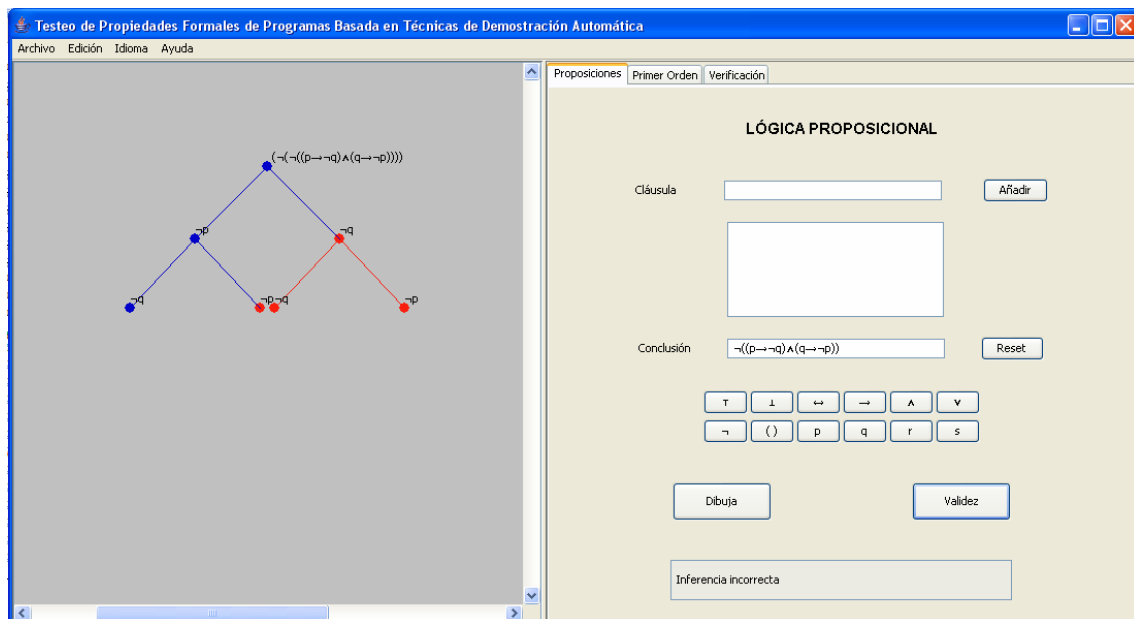 Testeo de Propiedades Formales de Programas Basada en Técnicas de Demostración Automática
Archivo Edición Idioma Ayuda
(¬(¬((p→¬q)∧(q→¬p))))
¬p
¬q
¬q
¬p
¬q
¬p
Proposiciones Primer Orden Verificación
LÓGICA PROPOSICIONAL
Cláusula
Añadir
Conclusión
¬((p→¬q)∧(q→¬p))
Reset
⊤ ⊥ ↔ → ∧ ∨
¬ () p q r s
Dibuja
Validez
Inferencia incorrecta